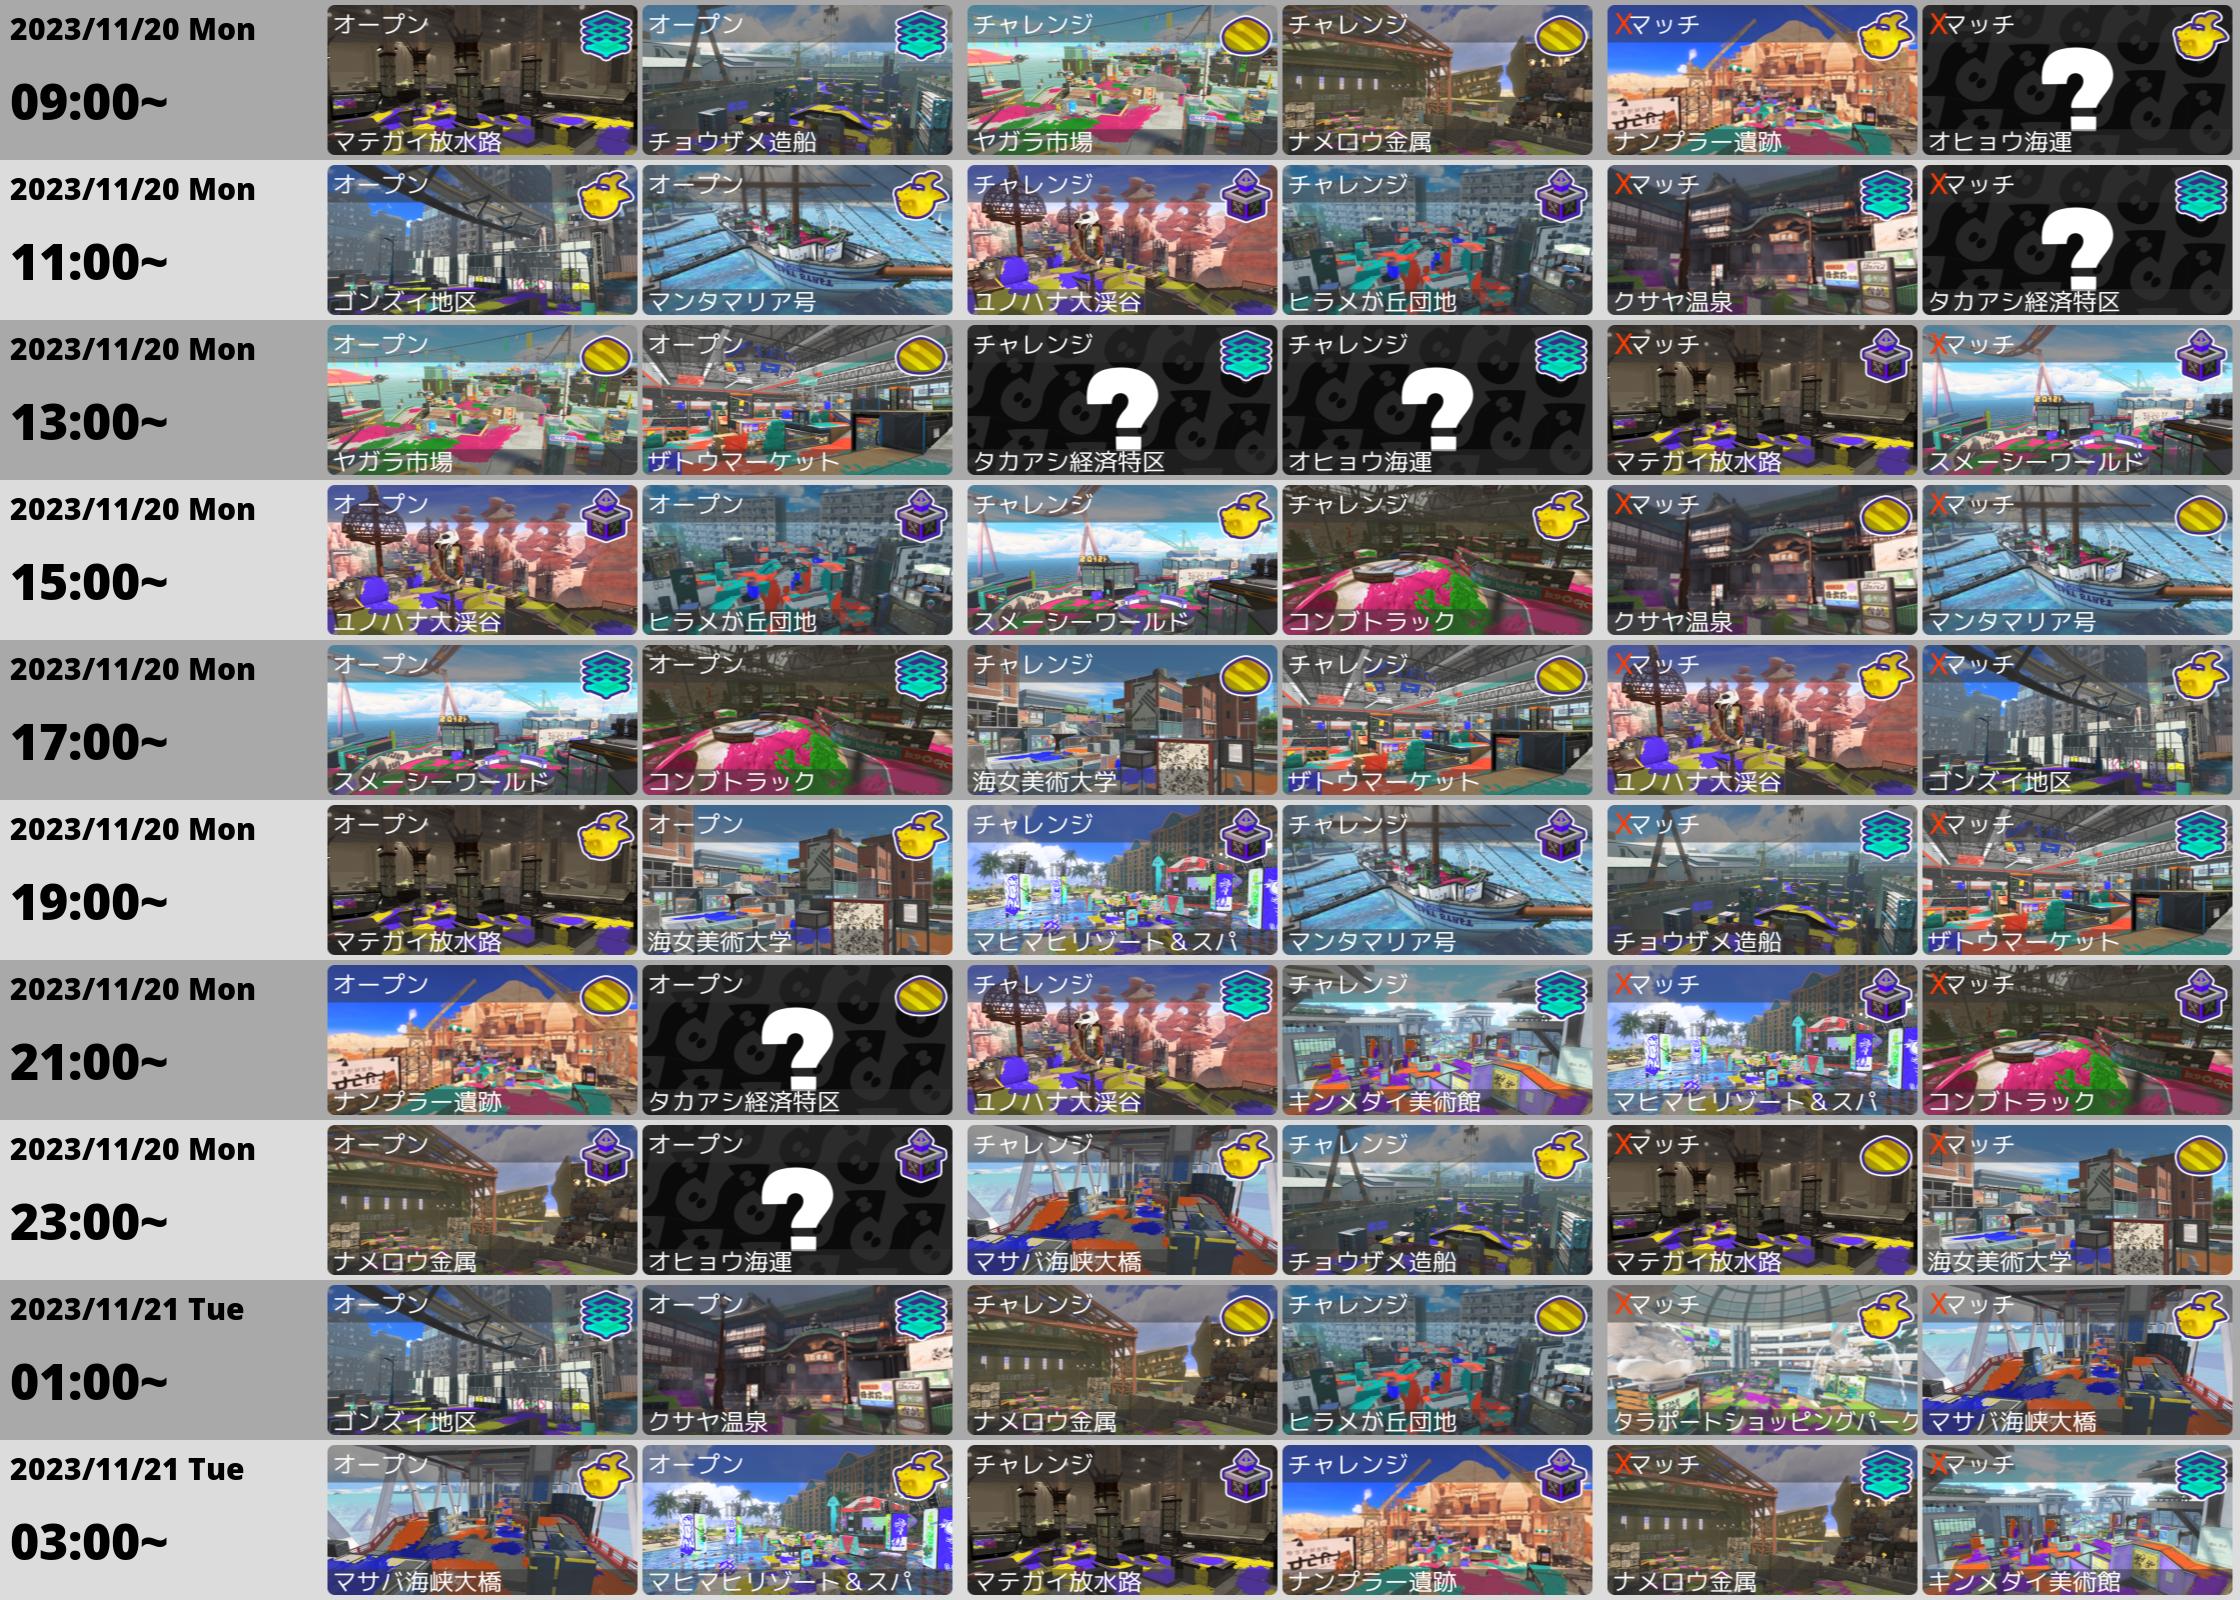 2023/11/20 Mon
09:00~
オープン
マテガイ放水路
オープン
チョウザメ造船
チャレンジ
ヤガラ市場
チャレンジ
ナメロウ金属
Xマッチ
ナンプラー遺跡
Xマッチ
?
オヒョウ海運
2023/11/20 Mon
11:00~
オープン
ゴンズイ地区
オープン
マンタマリア号
チャレンジ
ユノハナ大渓谷
チャレンジ
ヒラメが丘団地
Xマッチ
クサヤ温泉
Xマッチ
?
タカアシ経済特区
2023/11/20 Mon
13:00~
オープン
ヤガラ市場
オープン
ザトウマーケット
チャレンジ
?
タカアシ経済特区
チャレンジ
?
オヒョウ海運
Xマッチ
マテガイ放水路
Xマッチ
スメーシーワールド
2023/11/20 Mon
15:00~
オープン
ユノハナ大渓谷
オープン
ヒラメが丘団地
チャレンジ
スメーシーワールド
チャレンジ
コンブトラック
Xマッチ
クサヤ温泉
Xマッチ
マンタマリア号
2023/11/20 Mon
17:00~
オープン
スメーシーワールド
オープン
コンブトラック
チャレンジ
海女美術大学
チャレンジ
ザトウマーケット
Xマッチ
ユノハナ大渓谷
Xマッチ
ゴンズイ地区
2023/11/20 Mon
19:00~
オープン
マテガイ放水路
オープン
海女美術大学
チャレンジ
マヒマヒリゾート&スパ
チャレンジ
マンタマリア号
Xマッチ
チョウザメ造船
Xマッチ
ザトウマーケット
2023/11/20 Mon
21:00~
オープン
ナンプラー遺跡
オープン
?
タカアシ経済特区
チャレンジ
ユノハナ大渓谷
チャレンジ
キンメダイ美術館
Xマッチ
マヒマヒリゾート&スパ
Xマッチ
コンブトラック
2023/11/20 Mon
23:00~
オープン
ナメロウ金属
オープン
?
オヒョウ海運
チャレンジ
マサバ海峡大橋
チャレンジ
チョウザメ造船
Xマッチ
マテガイ放水路
Xマッチ
海女美術大学
2023/11/21 Tue
01:00~
オープン
ゴンズイ地区
オープン
クサヤ温泉
チャレンジ
ナメロウ金属
チャレンジ
ヒラメが丘団地
Xマッチ
タラポートショッピングパーク
Xマッチ
マサバ海峡大橋
2023/11/21 Tue
03:00~
オープン
マサバ海峡大橋
オープン
マヒマヒリゾート&スパ
チャレンジ
マテガイ放水路
チャレンジ
ナンプラー遺跡
Xマッチ
ナメロウ金属
Xマッチ
キンメダイ美術館